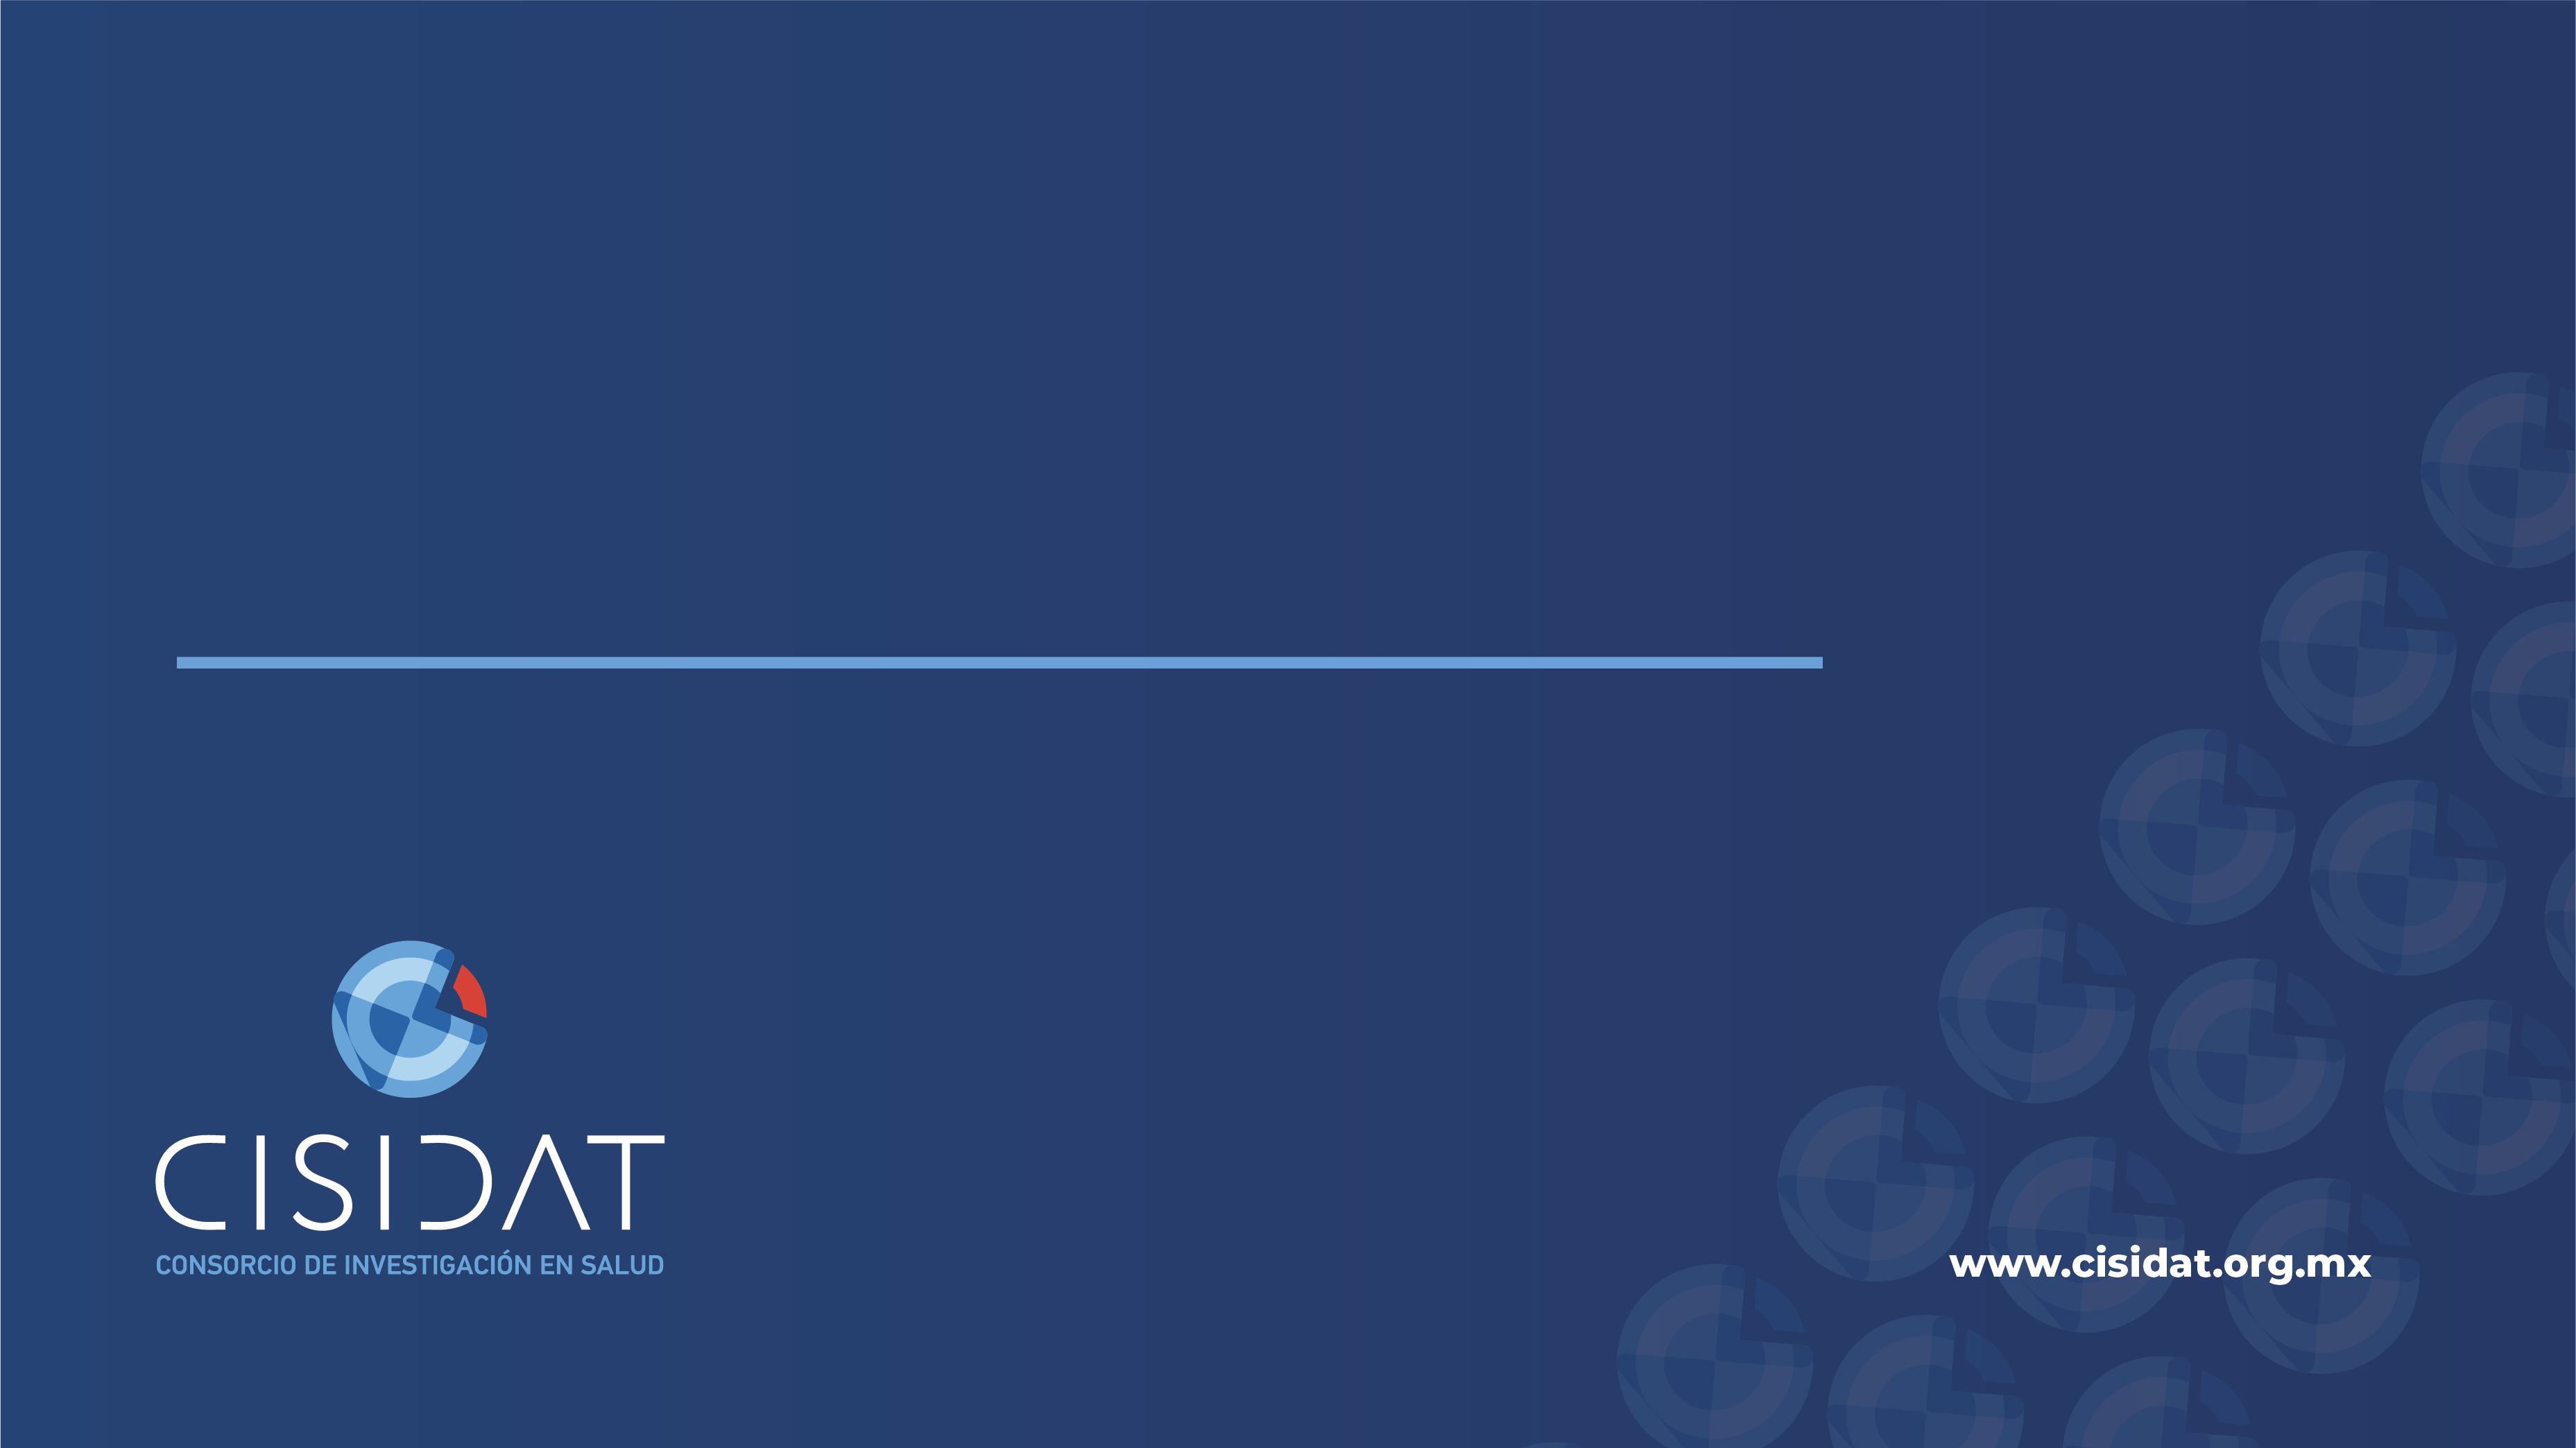 CISIDAT
CONSORCIO DE INVESTIGACIÓN EN SALUD
www.cisidat.org.mx